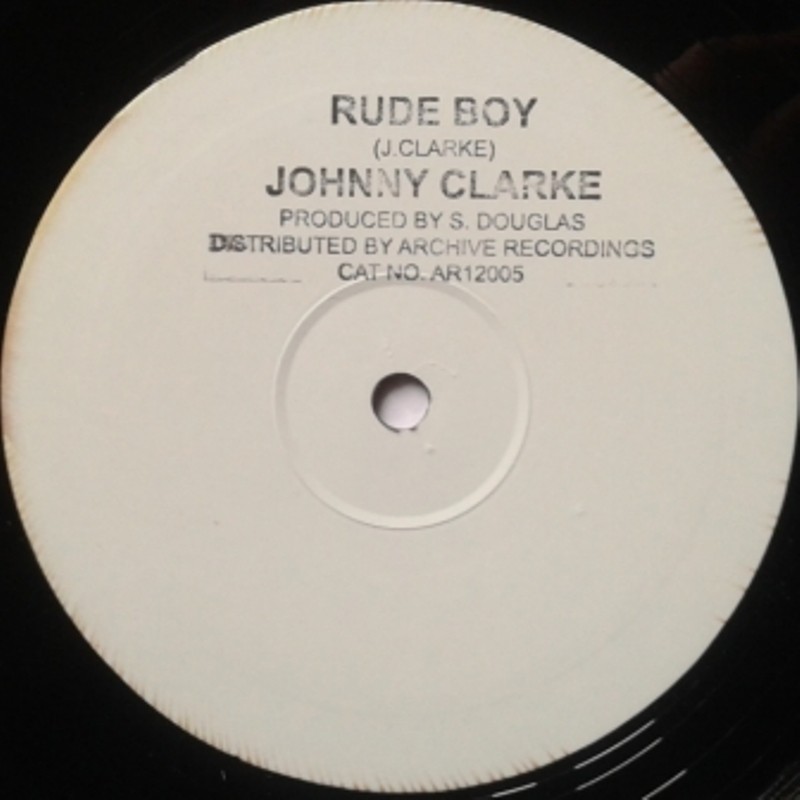 RUDE BOY
(J.CLARKE)
JOHNNY CLARKE
PRODUCED BY S. DOUGLAS
DISTRIBUTED BY ARCHIVE RECORDINGS
CAT NO. AR12005